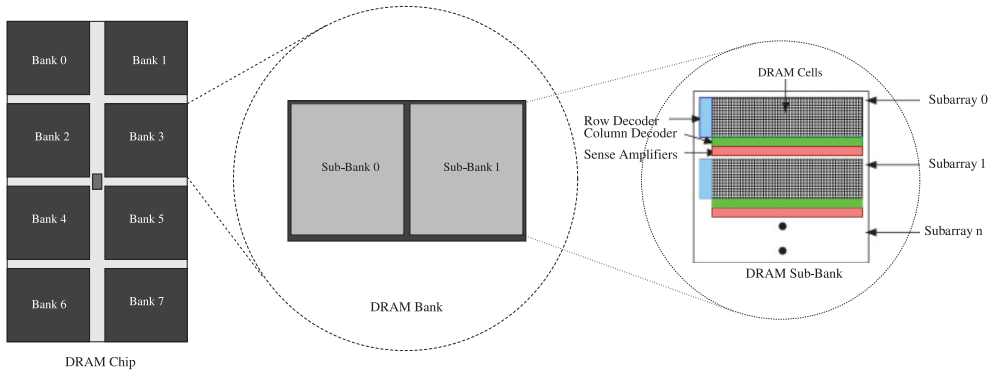 Bank 0
Bank 1
Bank 2
Bank 3
Bank 4
Bank 5
Bank 6
Bank 7
DRAM Chip
Sub-Bank 0
Sub-Bank 1
DRAM Bank
DRAM Cells
Row Decoder
Column Decoder
Sense Amplifiers
Subarray 0
Subarray 1
Subarray n
DRAM Sub-Bank